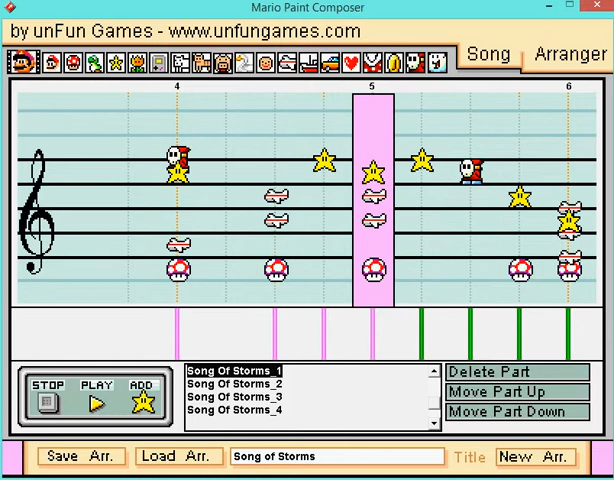 Mario Paint Composer
by unFun Games - www.unfungames.com
Song
Arranger
4 5 6
STOP PLAY ADD
Song Of Storms_1
Song Of Storms_2
Song Of Storms_3
Song Of Storms_4
Delete Part
Move Part Up
Move Part Down
Save Arr.
Load Arr.
Song of Storms
Title
New Arr.